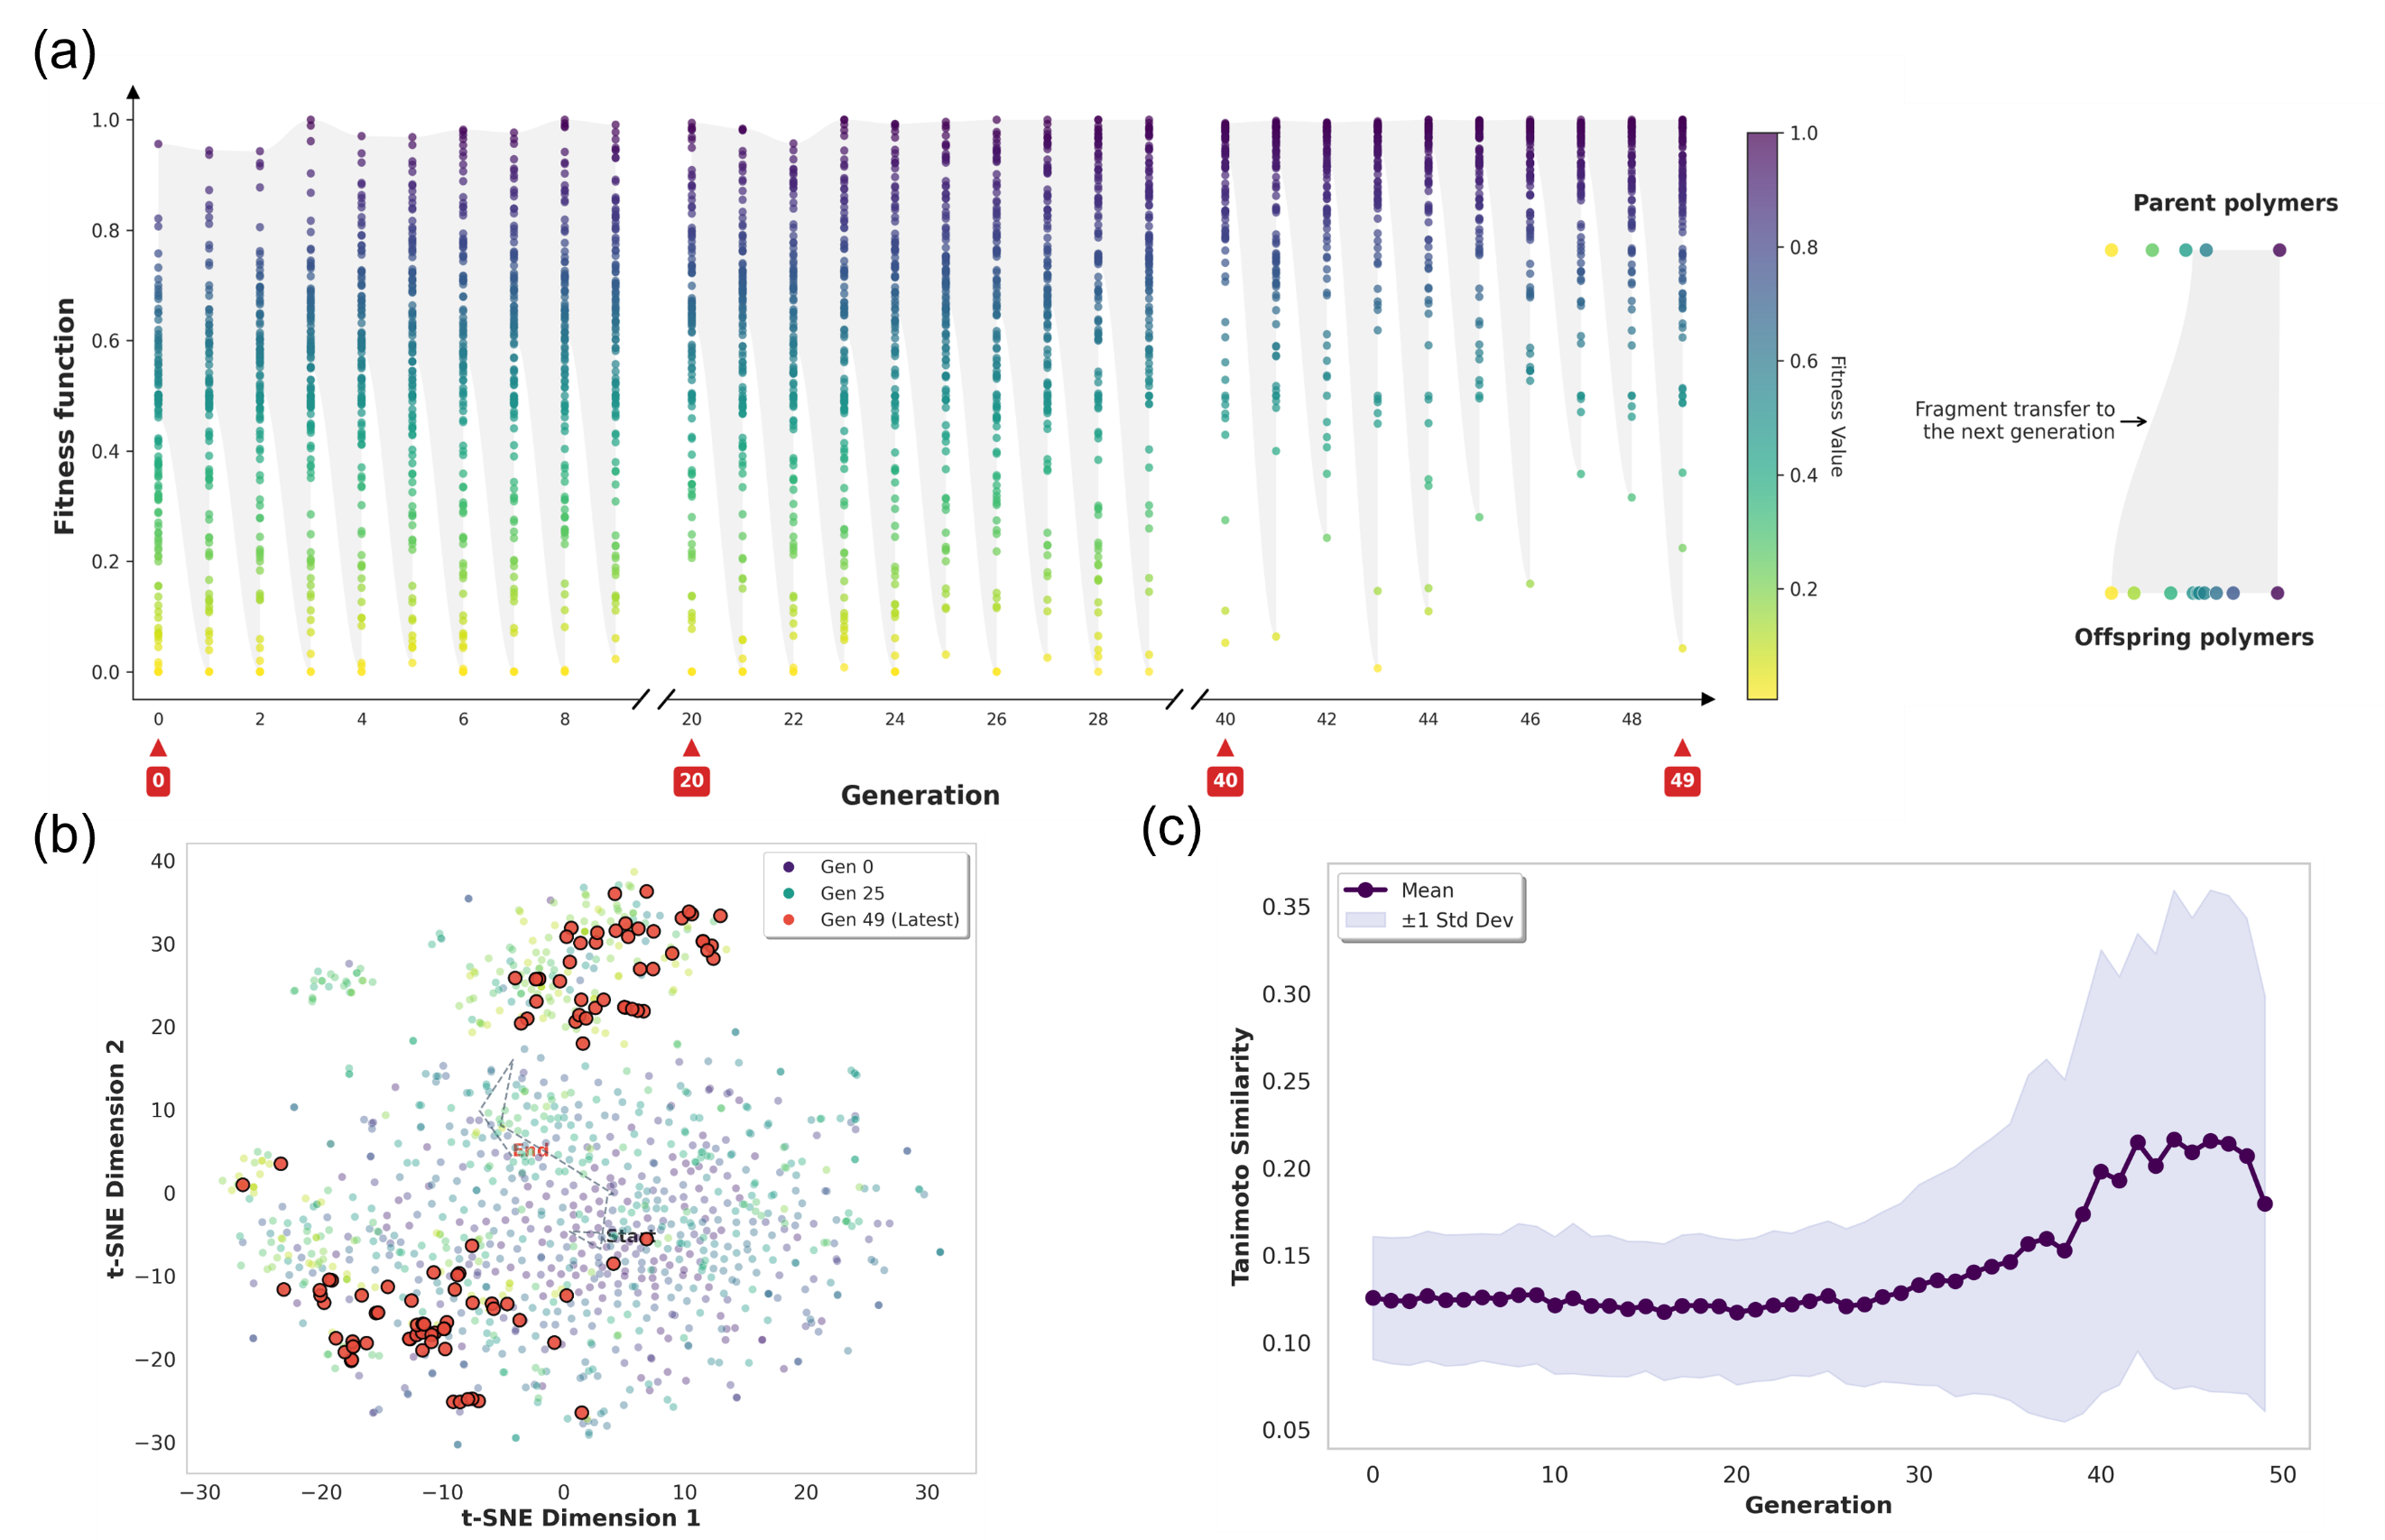 (a)
Fitness function
1.0
0.8
0.6
0.4
0.2
0.0
0 2 4 6 8 20 22 24 26 28 40 42 44 46 48
0 20 40 49
Generation
1.0
0.8
0.6
0.4
0.2
Fitness Value
Parent polymers
Fragment transfer to
the next generation
Offspring polymers
(b)
t-SNE Dimension 2
40
30
20
10
0
−10
−20
−30
Gen 0
Gen 25
Gen 49 (Latest)
End
Start
−30 −20 −10 0 10 20 30
t-SNE Dimension 1
(c)
Tanimoto Similarity
0.35
0.30
0.25
0.20
0.15
0.10
0.05
Mean
±1 Std Dev
0 10 20 30 40 50
Generation